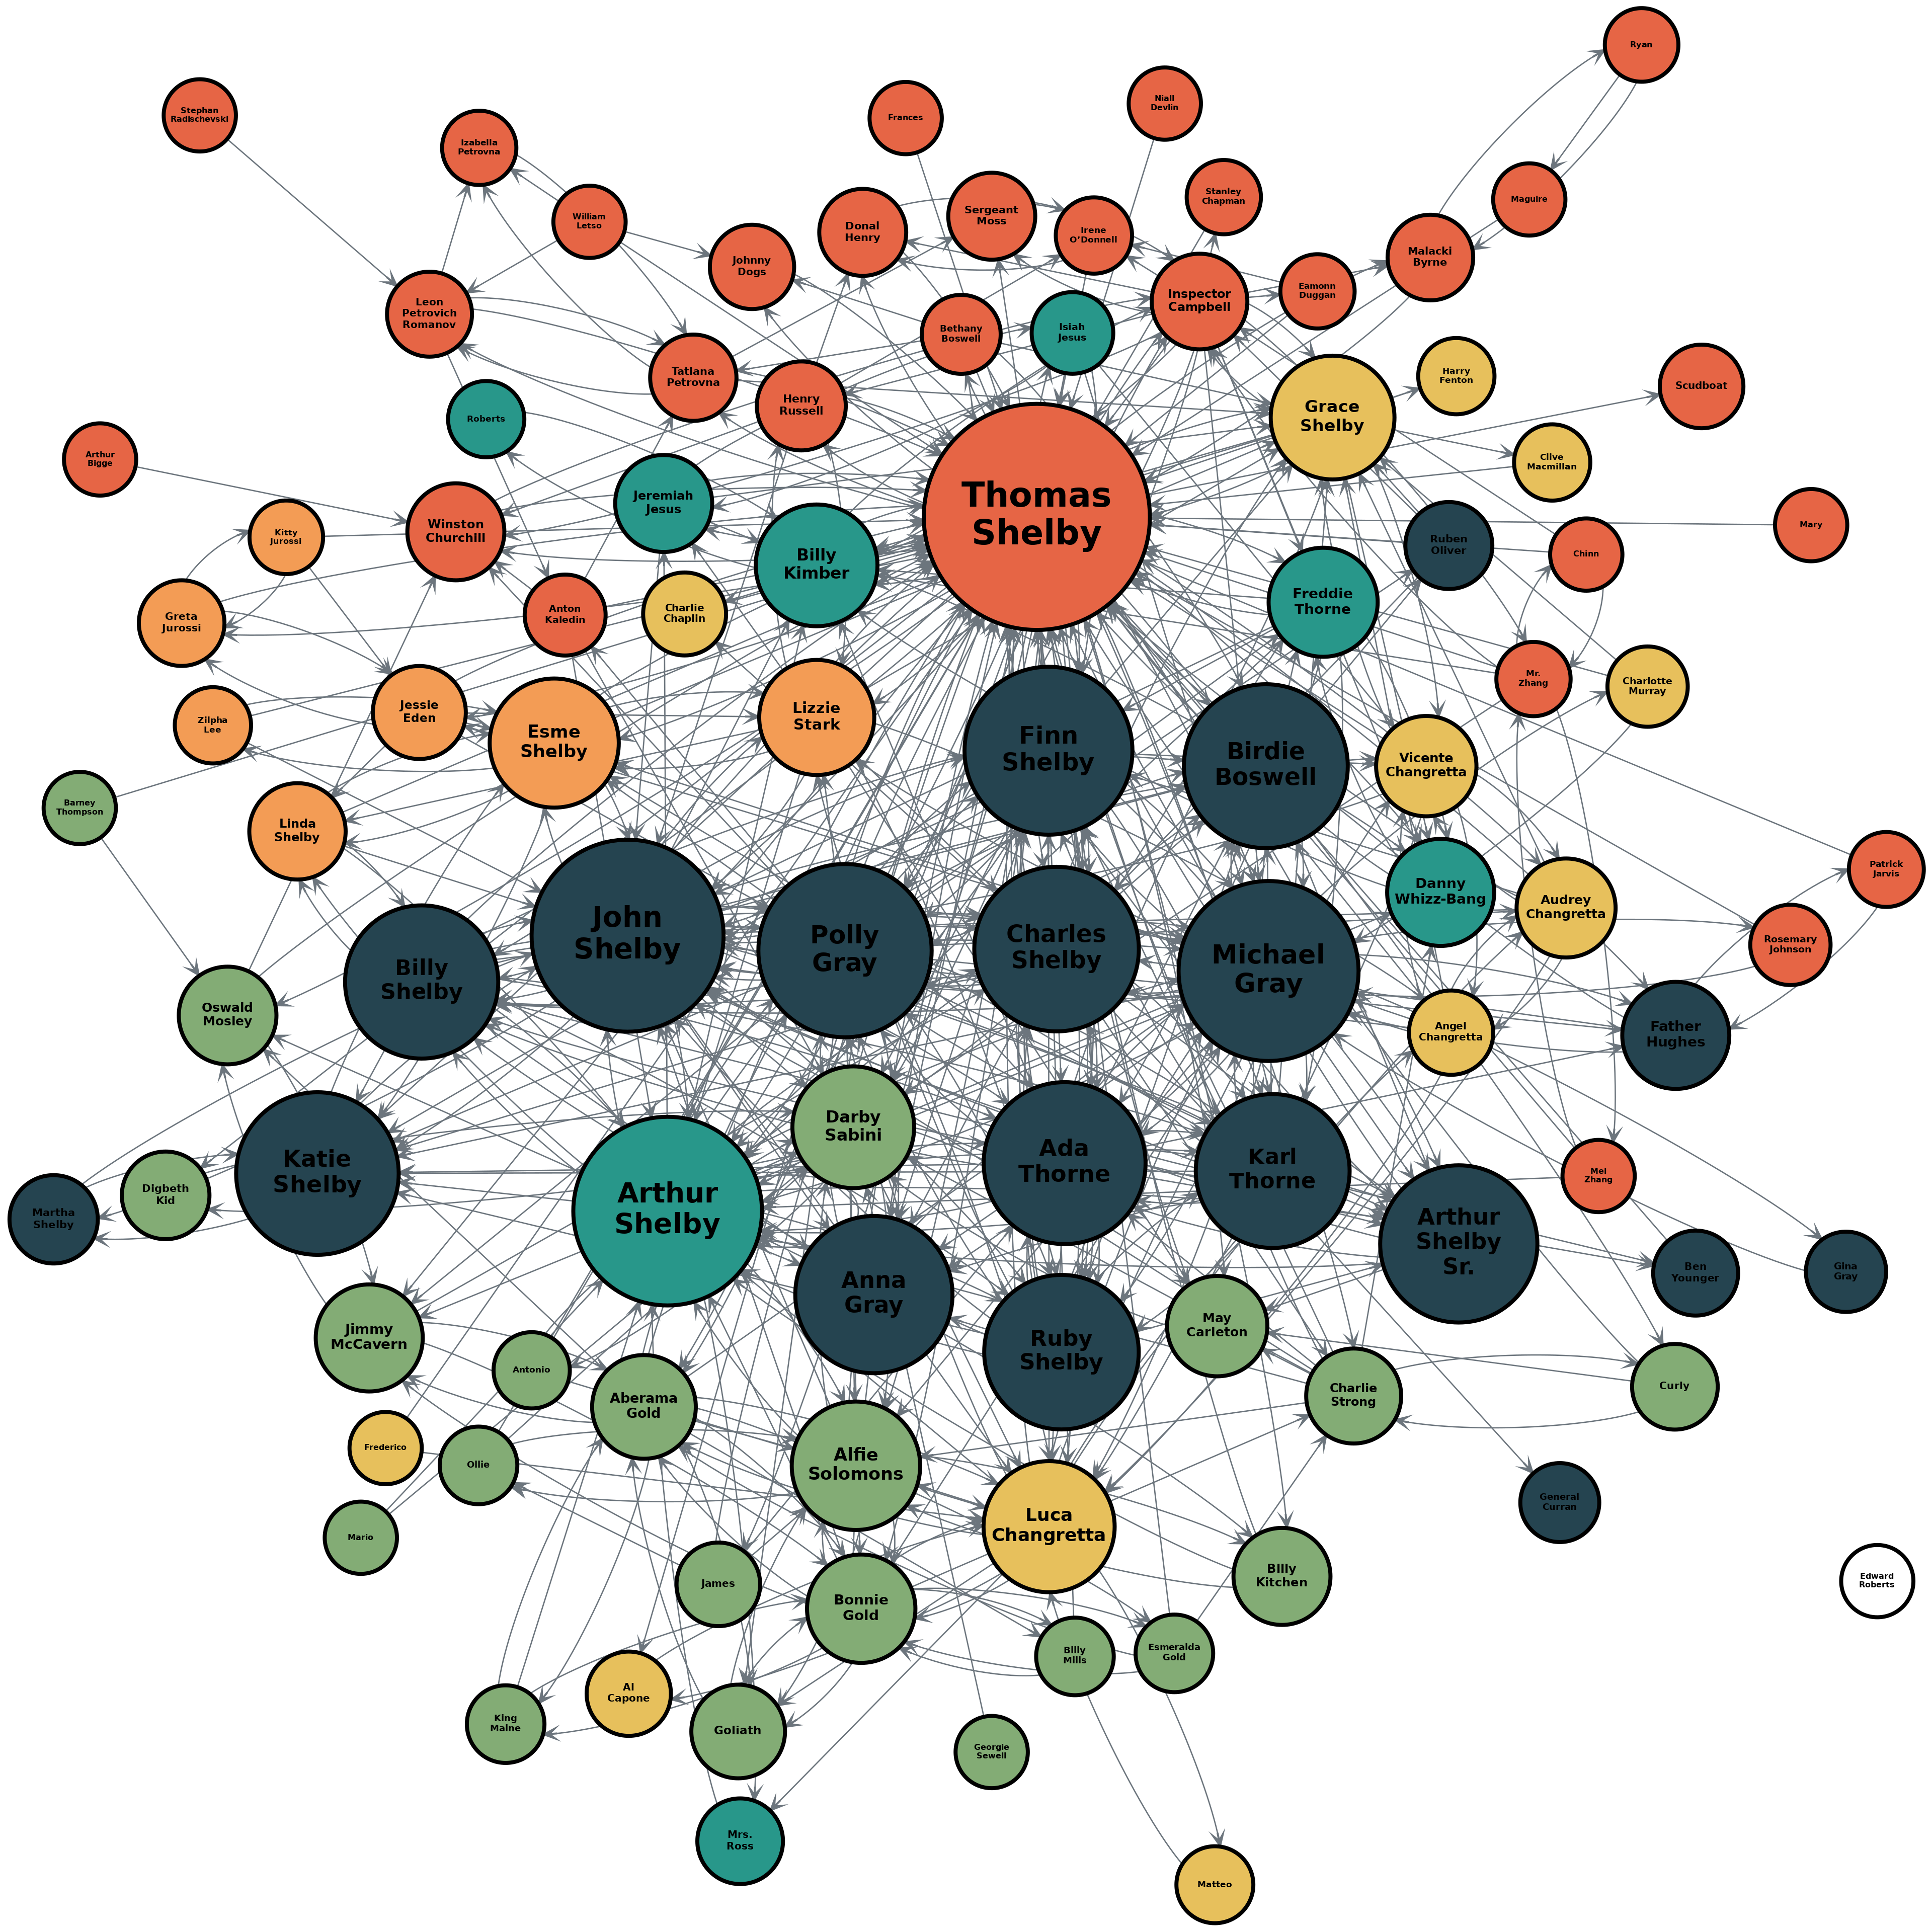 Ryan
Stephan
Radischevski
Niall
Devlin
Frances
Izabella
Petrovna
Stanley
Chapman
Maguire
William
Letso
Sergeant
Moss
Donal
Henry
Irene
O'Donnell
Malacki
Byrne
Johnny
Dogs
Eamonn
Duggan
Inspector
Campbell
Leon
Petrovich
Romanov
Bethany
Boswell
Isiah
Jesus
Tatiana
Petrovna
Harry
Fenton
Scudboat
Henry
Russell
Grace
Shelby
Roberts
Arthur
Bigge
Clive
Macmillan
Jeremiah
Jesus
Thomas
Shelby
Mary
Winston
Churchill
Kitty
Jurossi
Ruben
Oliver
Chinn
Billy
Kimber
Freddie
Thorne
Greta
Jurossi
Anton
Kaledin
Charlie
Chaplin
Mr.
Zhang
Charlotte
Murray
Jessie
Eden
Lizzie
Stark
Zilpha
Lee
Esme
Shelby
Finn
Shelby
Birdie
Boswell
Vicente
Changretta
Barney
Thompson
Linda
Shelby
Patrick
Jarvis
Danny
Whizz-Bang
Audrey
Changretta
John
Shelby
Rosemary
Johnson
Polly
Gray
Charles
Shelby
Michael
Gray
Billy
Shelby
Oswald
Mosley
Angel
Changretta
Father
Hughes
Darby
Sabini
Ada
Thorne
Karl
Thorne
Katie
Shelby
Mei
Zhang
Digbeth
Kid
Martha
Shelby
Arthur
Shelby
Arthur
Shelby
Sr.
Ben
Younger
Gina
Gray
Anna
Gray
May
Carleton
Jimmy
McCavern
Ruby
Shelby
Antonio
Curly
Charlie
Strong
Aberama
Gold
Frederico
Ollie
Alfie
Solomons
General
Curran
Luca
Changretta
Mario
Billy
Kitchen
Edward
Roberts
James
Bonnie
Gold
Billy
Mills
Esmeralda
Gold
Al
Capone
King
Maine
Goliath
Georgie
Sewell
Mrs.
Ross
Matteo